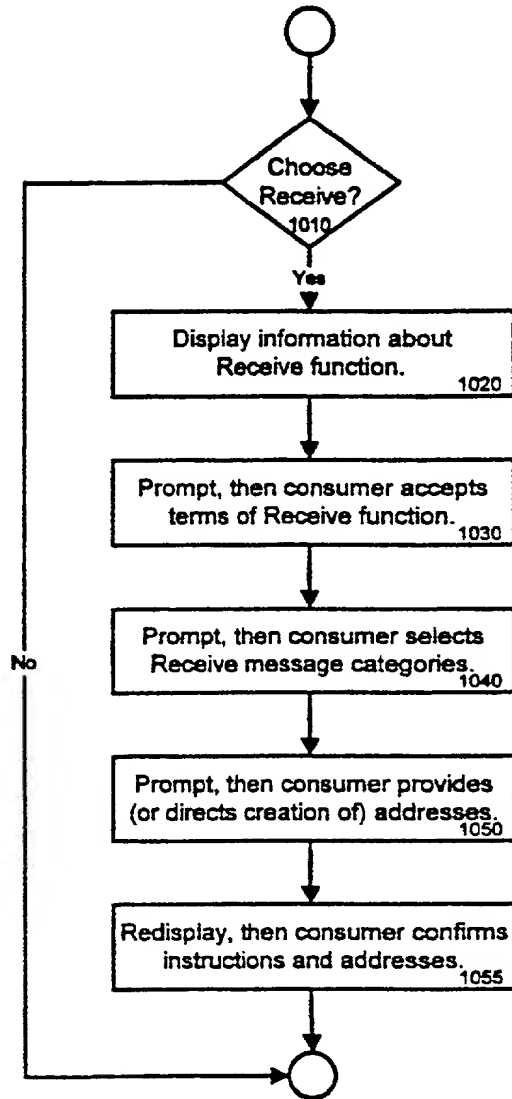 Choose
Receive?
1010
Yes
Display information about
Receive function.
1020
Prompt, then consumer accepts
terms of Receive function.
1030
Prompt, then consumer selects
Receive message categories.
1040
No
Prompt, then consumer provides
(or directs creation of) addresses.
1050
Redisplay, then consumer confirms
instructions and addresses.
1055